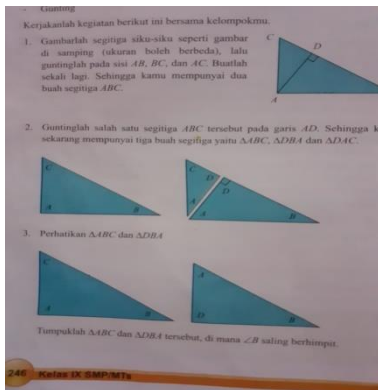 Gunting
Kerjakanlah kegiatan berikut ini bersama kelompokmu.
1. Gambarlah segitiga siku-siku seperti gambar
di samping (ukuran boleh berbeda), lalu
guntinglah pada sisi AB, BC, dan AC. Buatlah
sekali lagi. Sehingga kamu mempunyai dua
buah segitiga ABC.
C
D
A
2. Guntinglah salah satu segitiga ABC tersebut pada garis AD. Sehingga k
sekarang mempunyai tiga buah segitiga yaitu ΔABC, ΔDBA dan ΔDAC.
C
A
B
C
D
D
A
A
B
3. Perhatikan ΔABC dan ΔDBA
C
A
B
A
D
B
Tumpuklah ΔABC dan ΔDBA tersebut, di mana ∠B saling berhimpit.
246 Kelas IX SMP/MTs